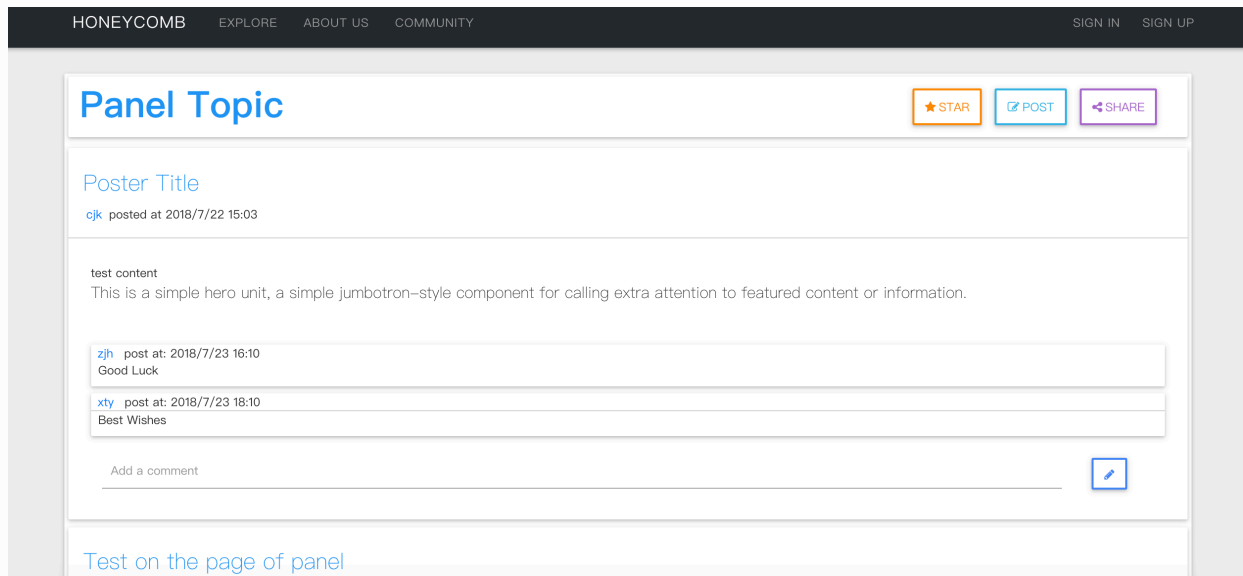 HONEYCOMB EXPLORE ABOUT US COMMUNITY SIGN IN SIGN UP
Panel Topic STAR POST SHARE
Poster Title
cjk posted at 2018/7/22 15:03
test content
This is a simple hero unit, a simple jumbotron-style component for calling extra attention to featured content or information.
zjh post at: 2018/7/23 16:10
Good Luck
xty post at: 2018/7/23 18:10
Best Wishes
Add a comment
Test on the page of panel